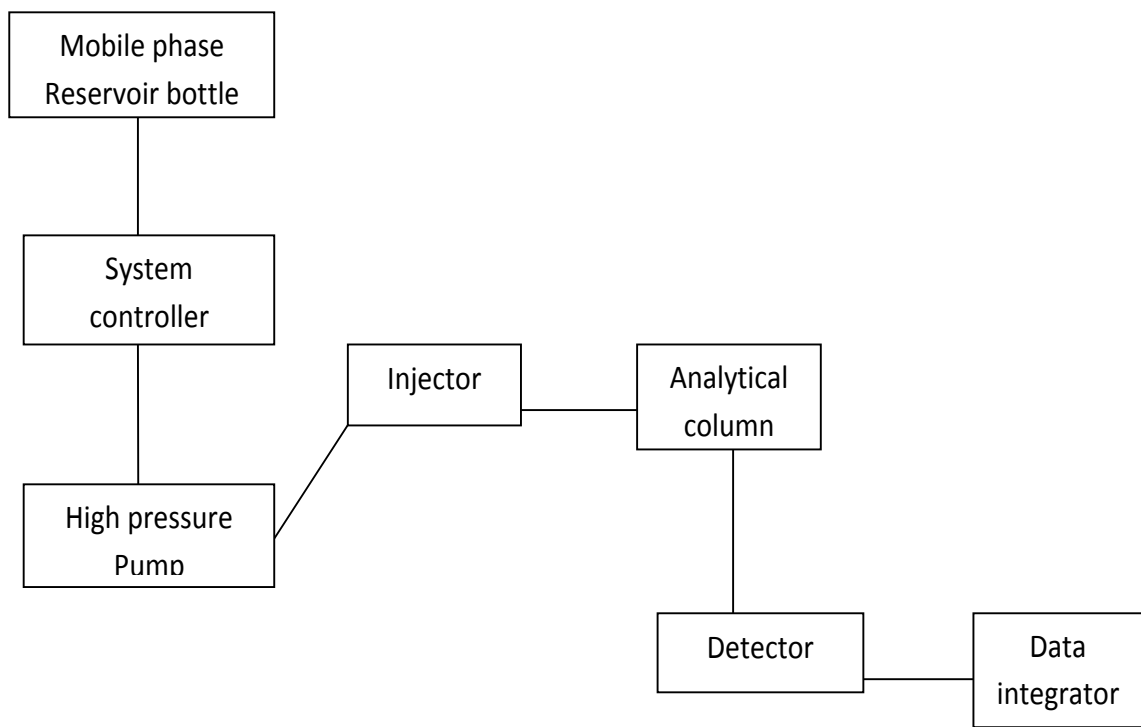 Mobile phase
Reservoir bottle
System
controller
High pressure
Pump
Injector
Analytical
column
Detector
Data
integrator